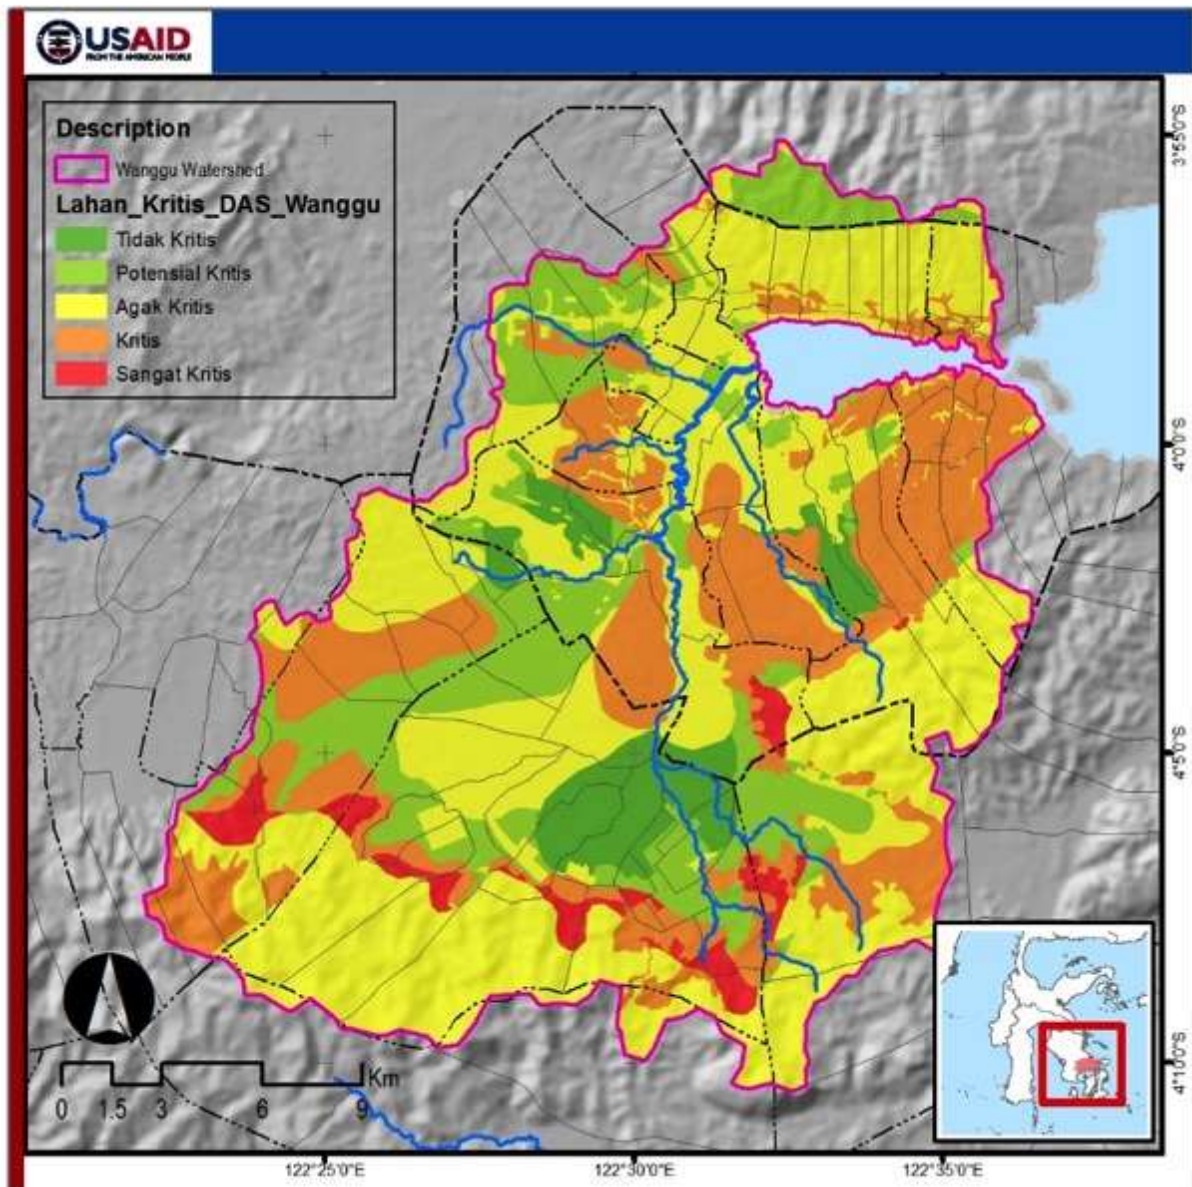 USAID
FROM THE AMERICAN PEOPLE
Description
Wanggu Watershed
Lahan_Kritis_DAS_Wanggu
Tidak Kritis
Potensial Kritis
Agak Kritis
Kritis
Sangat Kritis
3°55'0"S
4°0'0"S
4°5'0"S
4°10'0"S
Km
0 1.5 3 6 9
122°25'0"E 122°30'0"E 122°35'0"E